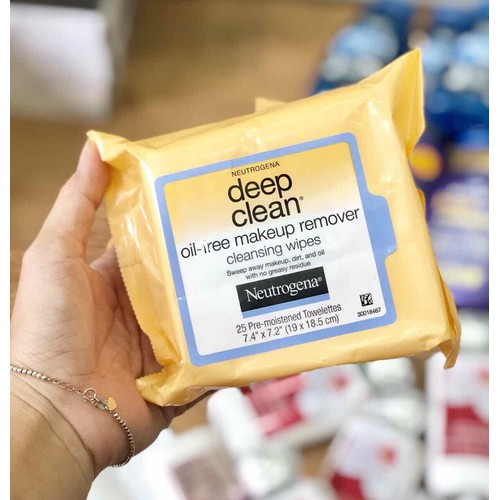 NEUTROGENA
deep
clean®
oil-free makeup remover
cleansing wipes
Sweep away makeup, dirt, and oil
with no greasy residue
Neutrogena®
25 Pre-moistened Towelettes
7.4" x 7.2" (19 x 18.5 cm)
30018467